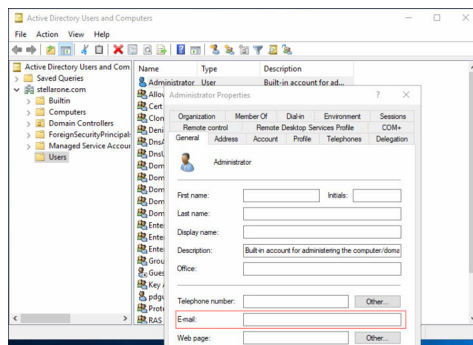 Active Directory Users and Computers
File Action View Help
Active Directory Users and Com
Saved Queries
stellarone.com
Builtin
Computers
Domain Controllers
ForeignSecurityPrincipal:
Managed Service Accour
Users
Name Type Description
Administrator User Built-in account for ad...
Allov
Cert
Clon
Deni
DnsA
DnsU
Dom
Dom
Dom
Dom
Dom
Ente
Ente
Ente
Grou
Gues
Key A
pdgu
Prote
RAS
Administrator Properties ?
Organization Member Of Dial-in Environment Sessions
Remote control Remote Desktop Services Profile COM+
General Address Account Profile Telephones Delegation
Administrator
First name: Initials:
Last name:
Display name:
Description: Built-in account for administering the computer/doma
Office:
Telephone number: Other...
E-mail:
Web page: Other...